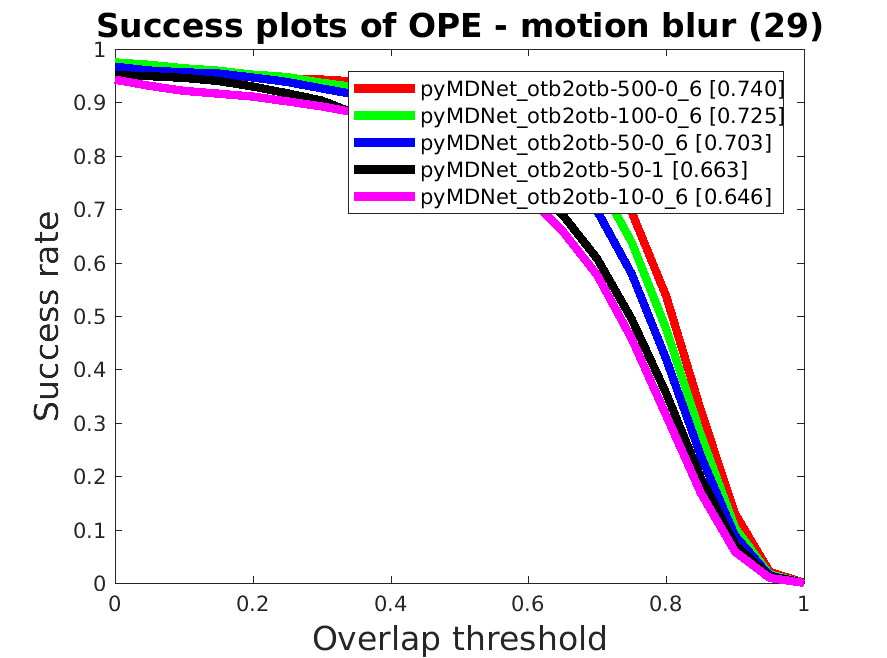 Success plots of OPE - motion blur (29)
1
0.9
0.8
0.7
0.6
0.5
0.4
0.3
0.2
0.1
0
Success rate
pyMDNet_otb2otb-500-0_6 [0.740]
pyMDNet_otb2otb-100-0_6 [0.725]
pyMDNet_otb2otb-50-0_6 [0.703]
pyMDNet_otb2otb-50-1 [0.663]
pyMDNet_otb2otb-10-0_6 [0.646]
0 0.2 0.4 0.6 0.8 1
Overlap threshold